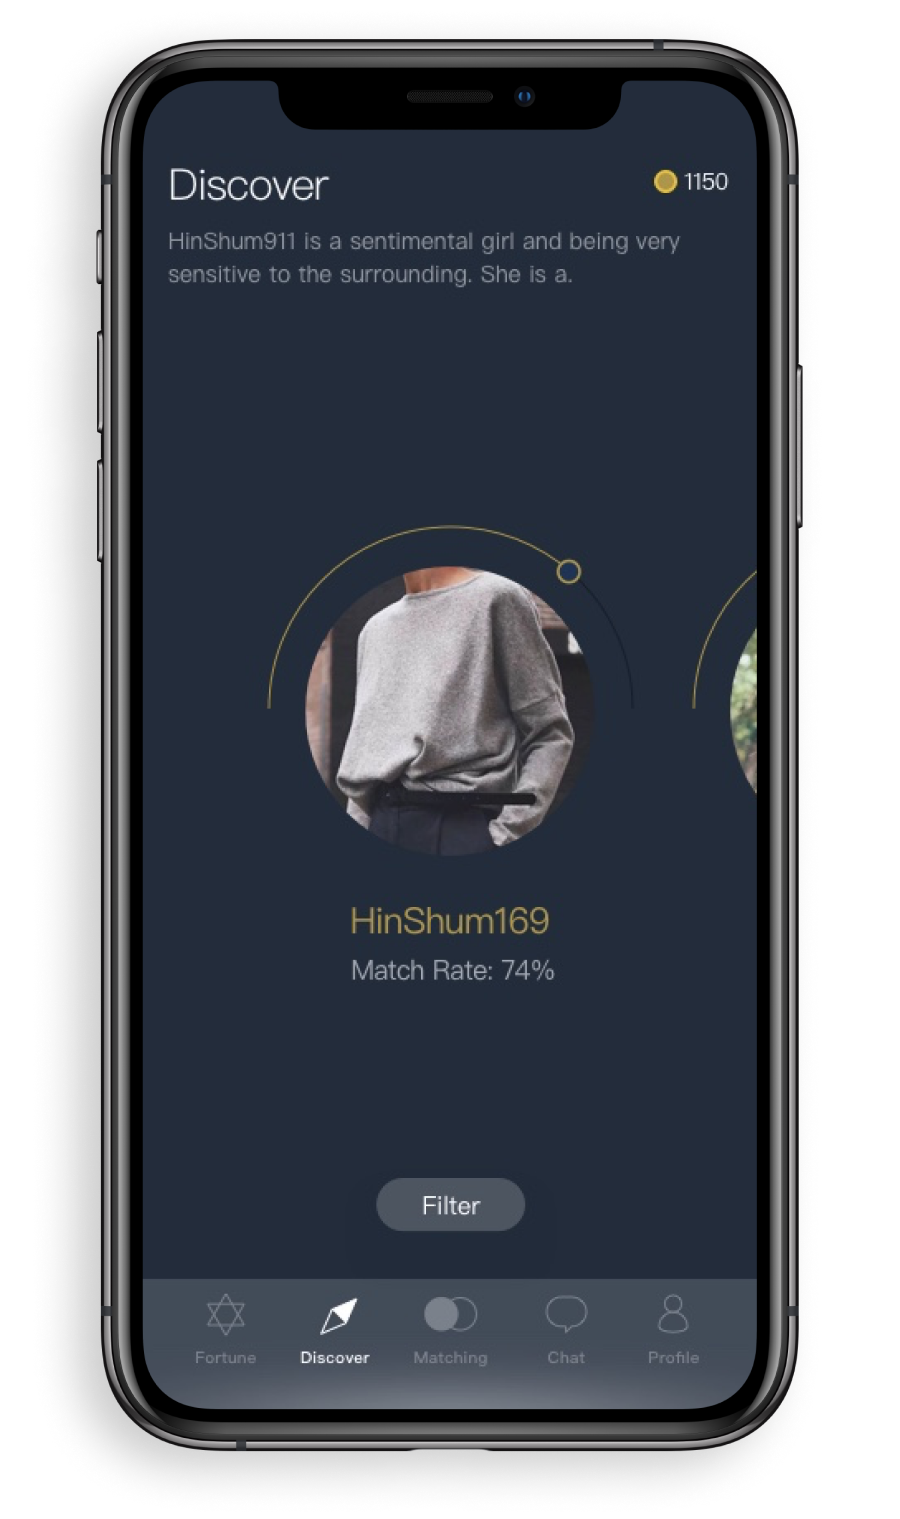 Discover
1150
HinShum911 is a sentimental girl and being very
sensitive to the surrounding. She is a.
HinShum169
Match Rate: 74%
Filter
Fortune
Discover
Matching
Chat
Profile